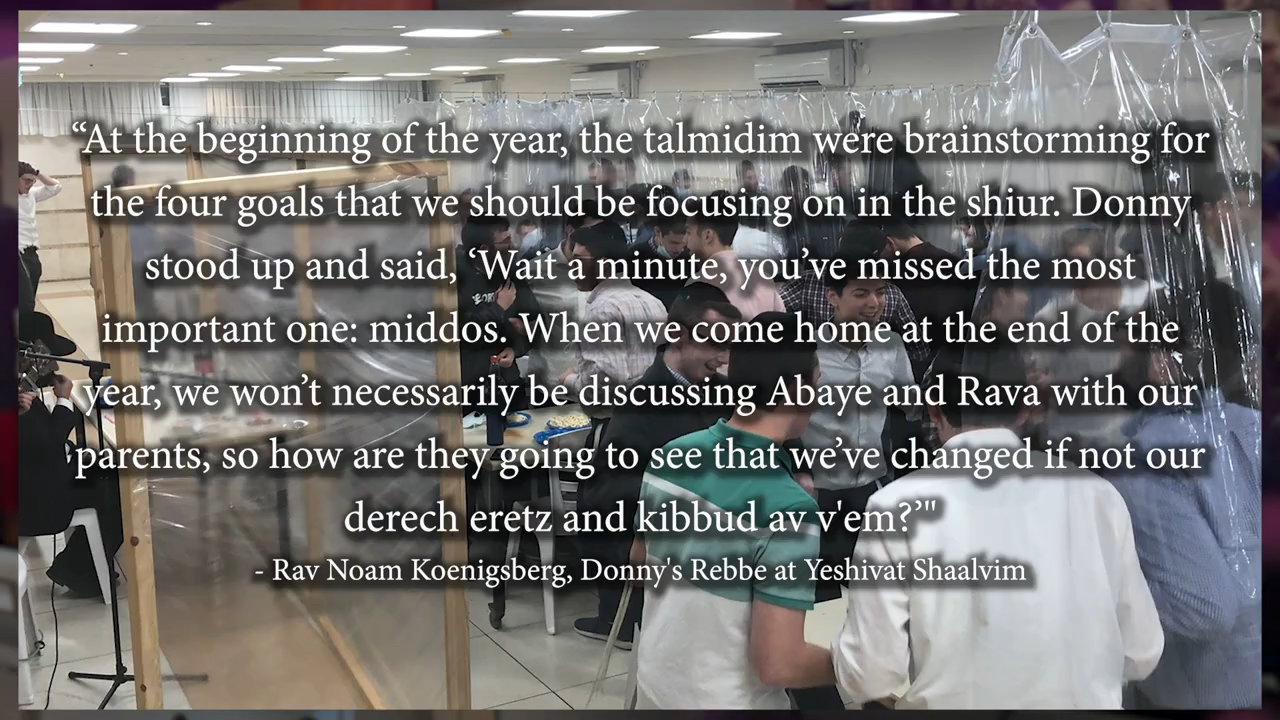 “At the beginning of the year, the talmidim were brainstorming for
the four goals that we should be focusing on in the shiur. Donny
stood up and said, ‘Wait a minute, you’ve missed the most
important one: middos. When we come home at the end of the
year, we won’t necessarily be discussing Abaye and Rava with our
parents, so how are they going to see that we’ve changed if not our
derech eretz and kibbud av v'em?’"
- Rav Noam Koenigsberg, Donny's Rebbe at Yeshivat Shaalvim